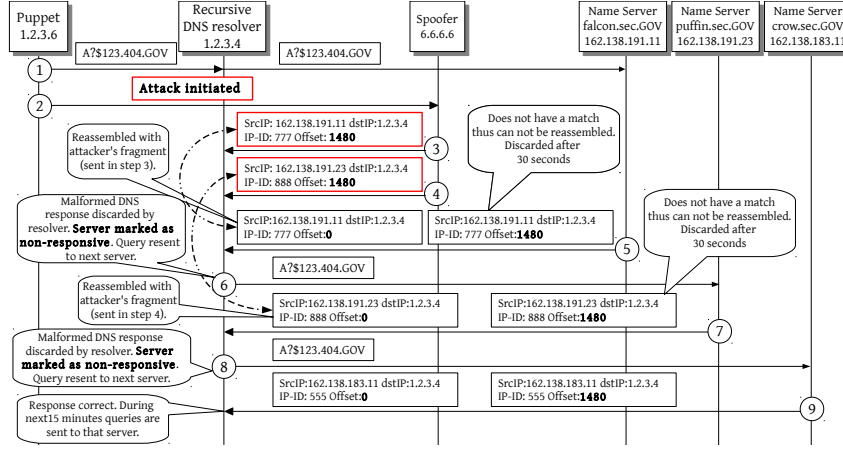 Puppet
1.2.3.6
Recursive
DNS resolver
1.2.3.4
Spoofer
6.6.6.6
Name Server
falcon.sec.GOV
162.138.191.11
Name Server
puffin.sec.GOV
162.138.191.23
Name Server
crow.sec.GOV
162.138.183.11
A?$123.404.GOV
A?$123.404.GOV
1
Attack initiated
2
SrcIP: 162.138.191.11 dstIP:1.2.3.4
IP-ID: 777 Offset: 1480
3
Does not have a match
thus can not be reassembled.
Discarded after
30 seconds
Reassembled with
attacker's fragment
(sent in step 3).
SrcIP: 162.138.191.23 dstIP:1.2.3.4
IP-ID: 888 Offset: 1480
4
Malformed DNS
response discarded by
resolver. Server marked as
non-responsive. Query resent
to next server.
SrcIP:162.138.191.11 dstIP:1.2.3.4
IP-ID: 777 Offset:0
SrcIP:162.138.191.11 dstIP:1.2.3.4
IP-ID: 777 Offset:1480
5
Does not have a match
thus can not be reassembled.
Discarded after
30 seconds
A?$123.404.GOV
6
Reassembled with
attacker's fragment
(sent in step 4).
SrcIP:162.138.191.23 dstIP:1.2.3.4
IP-ID: 888 Offset:0
SrcIP:162.138.191.23 dstIP:1.2.3.4
IP-ID: 888 Offset:1480
7
Malformed DNS response
discarded by resolver. Server
marked as non-responsive.
Query resent to next server.
A?$123.404.GOV
8
SrcIP:162.138.183.11 dstIP:1.2.3.4
IP-ID: 555 Offset:0
SrcIP:162.138.183.11 dstIP:1.2.3.4
IP-ID: 555 Offset:1480
9
Response correct. During
next15 minutes queries are
sent to that server.